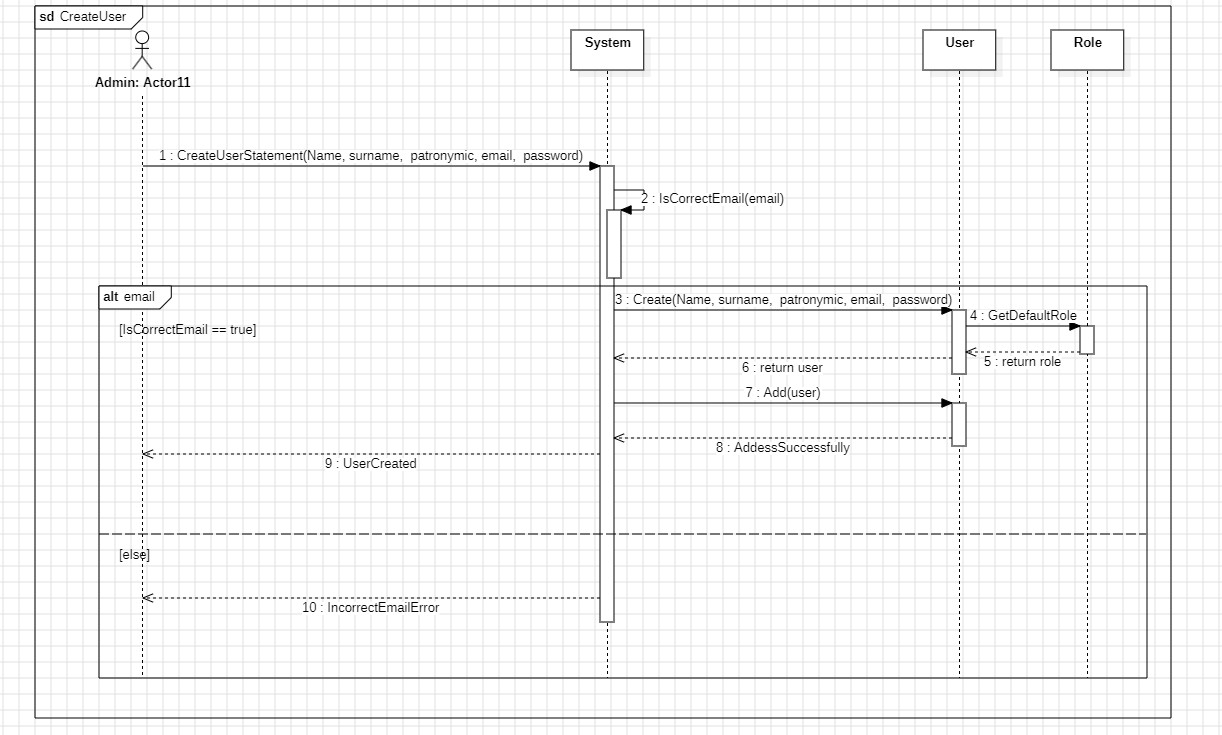 sd CreateUser
System
User
Role
Admin: Actor11
1 : CreateUserStatement(Name, surname, patronymic, email, password)
2 : IsCorrectEmail(email)
alt email
3 : Create(Name, surname, patronymic, email, password)
4 : GetDefaultRole
[IsCorrectEmail == true]
5 : return role
6 : return user
7 : Add(user)
8 : AddessSuccessfully
9 : UserCreated
[else]
10 : IncorrectEmailError